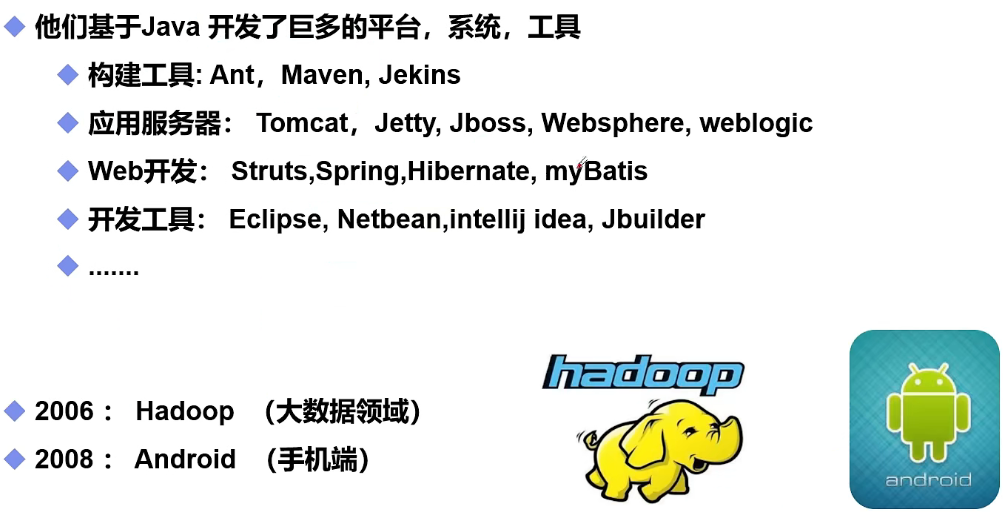 他们基于Java 开发了巨多的平台，系统，工具
构建工具: Ant，Maven, Jekins
应用服务器： Tomcat，Jetty, Jboss, Websphere, weblogic
Web开发： Struts,Spring,Hibernate, myBatis
开发工具： Eclipse, Netbean,intellij idea, Jbuilder
.......
hadoop
2006 ： Hadoop （大数据领域）
2008 ： Android （手机端）
android